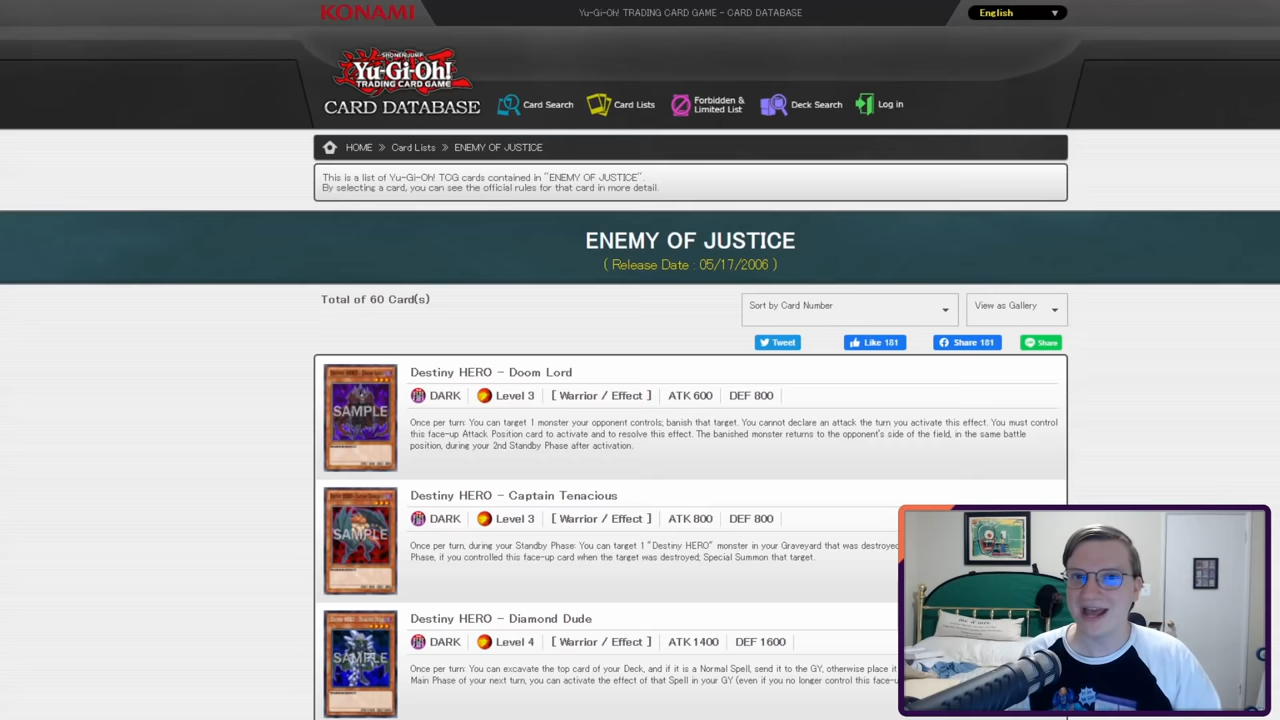 KONAMI
Yu-Gi-Oh! TRADING CARD GAME - CARD DATABASE
English
SHONEN JUMP
Yu-Gi-Oh!
TRADING CARD GAME
CARD DATABASE
Card Search
Card Lists
Forbidden &
Limited List
Deck Search
Log in
HOME » Card Lists » ENEMY OF JUSTICE
This is a list of Yu-Gi-Oh! TCG cards contained in "ENEMY OF JUSTICE".
By selecting a card, you can see the official rules for that card in more detail.
ENEMY OF JUSTICE
( Release Date : 05/17/2006 )
Total of 60 Card(s)
Sort by Card Number
View as Gallery
Tweet
Like 181
Share 181
Share
SAMPLE
Destiny HERO - Doom Lord
DARK Level 3 [ Warrior / Effect ] ATK 600 DEF 800
Once per turn: You can target 1 monster your opponent controls; banish that target. You cannot declare an attack the turn you activate this effect. You must control
this face-up Attack Position card to activate and to resolve this effect. The banished monster returns to the opponent's side of the field, in the same battle
position, during your 2nd Standby Phase after activation.
SAMPLE
Destiny HERO - Captain Tenacious
DARK Level 3 [ Warrior / Effect ] ATK 800 DEF 800
Once per turn, during your Standby Phase: You can target 1 "Destiny HERO" monster in your Graveyard that was destroyed
Phase, if you controlled this face-up card when the target was destroyed; Special Summon that target.
SAMPLE
Destiny HERO - Diamond Dude
DARK Level 4 [ Warrior / Effect ] ATK 1400 DEF 1600
Once per turn: You can excavate the top card of your Deck, and if it is a Normal Spell, send it to the GY, otherwise place it
Main Phase of your next turn, you can activate the effect of that Spell in your GY (even if you no longer control this face-u